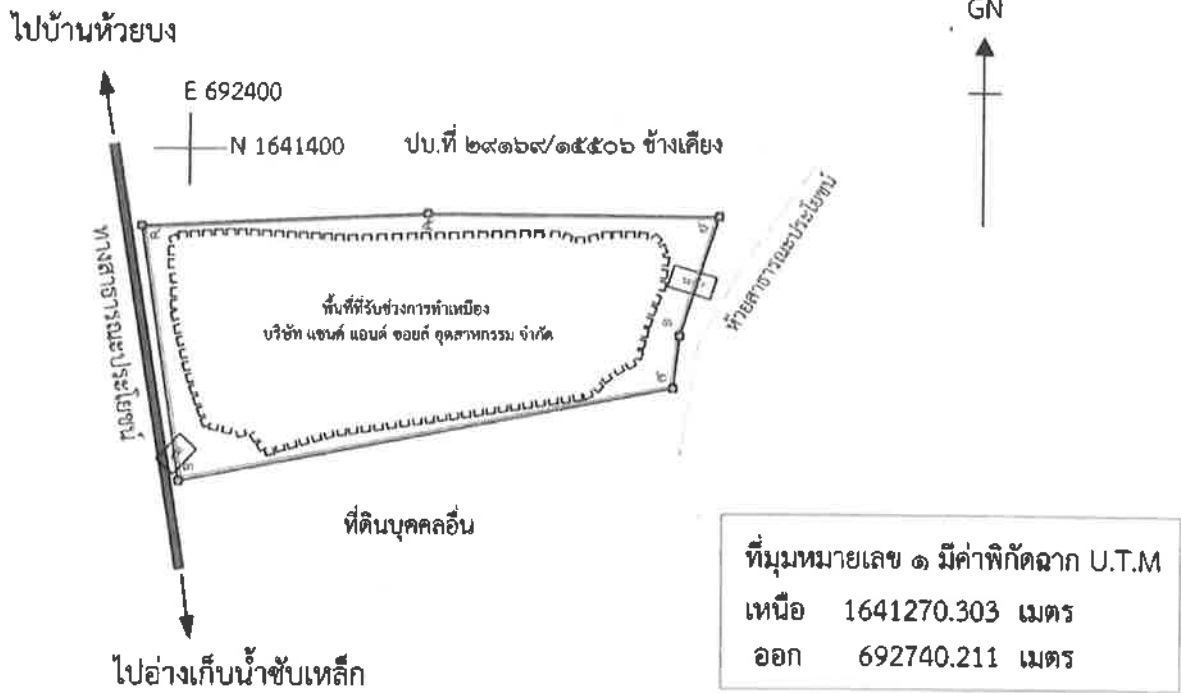 ไปบ้านห้วยบง
GN
E 692400
N 1641400
ปบ.ที่ ๒๙๑๖๙/๑๕๕๐๖ ข้างเคียง
ห้วยสาธารณะประโยชน์
ทางสาธารณะประโยชน์
พื้นที่ที่รับช่วงการทำเหมือง
บริษัท แซนด์ แอนด์ ซอยล์ อุตสาหกรรม จำกัด
ที่ดินบุคคลอื่น
ที่มุมหมายเลข ๑ มีค่าพิกัดฉาก U.T.M
เหนือ 1641270.303 เมตร
ออก 692740.211 เมตร
ไปอ่างเก็บน้ำซับเหล็ก